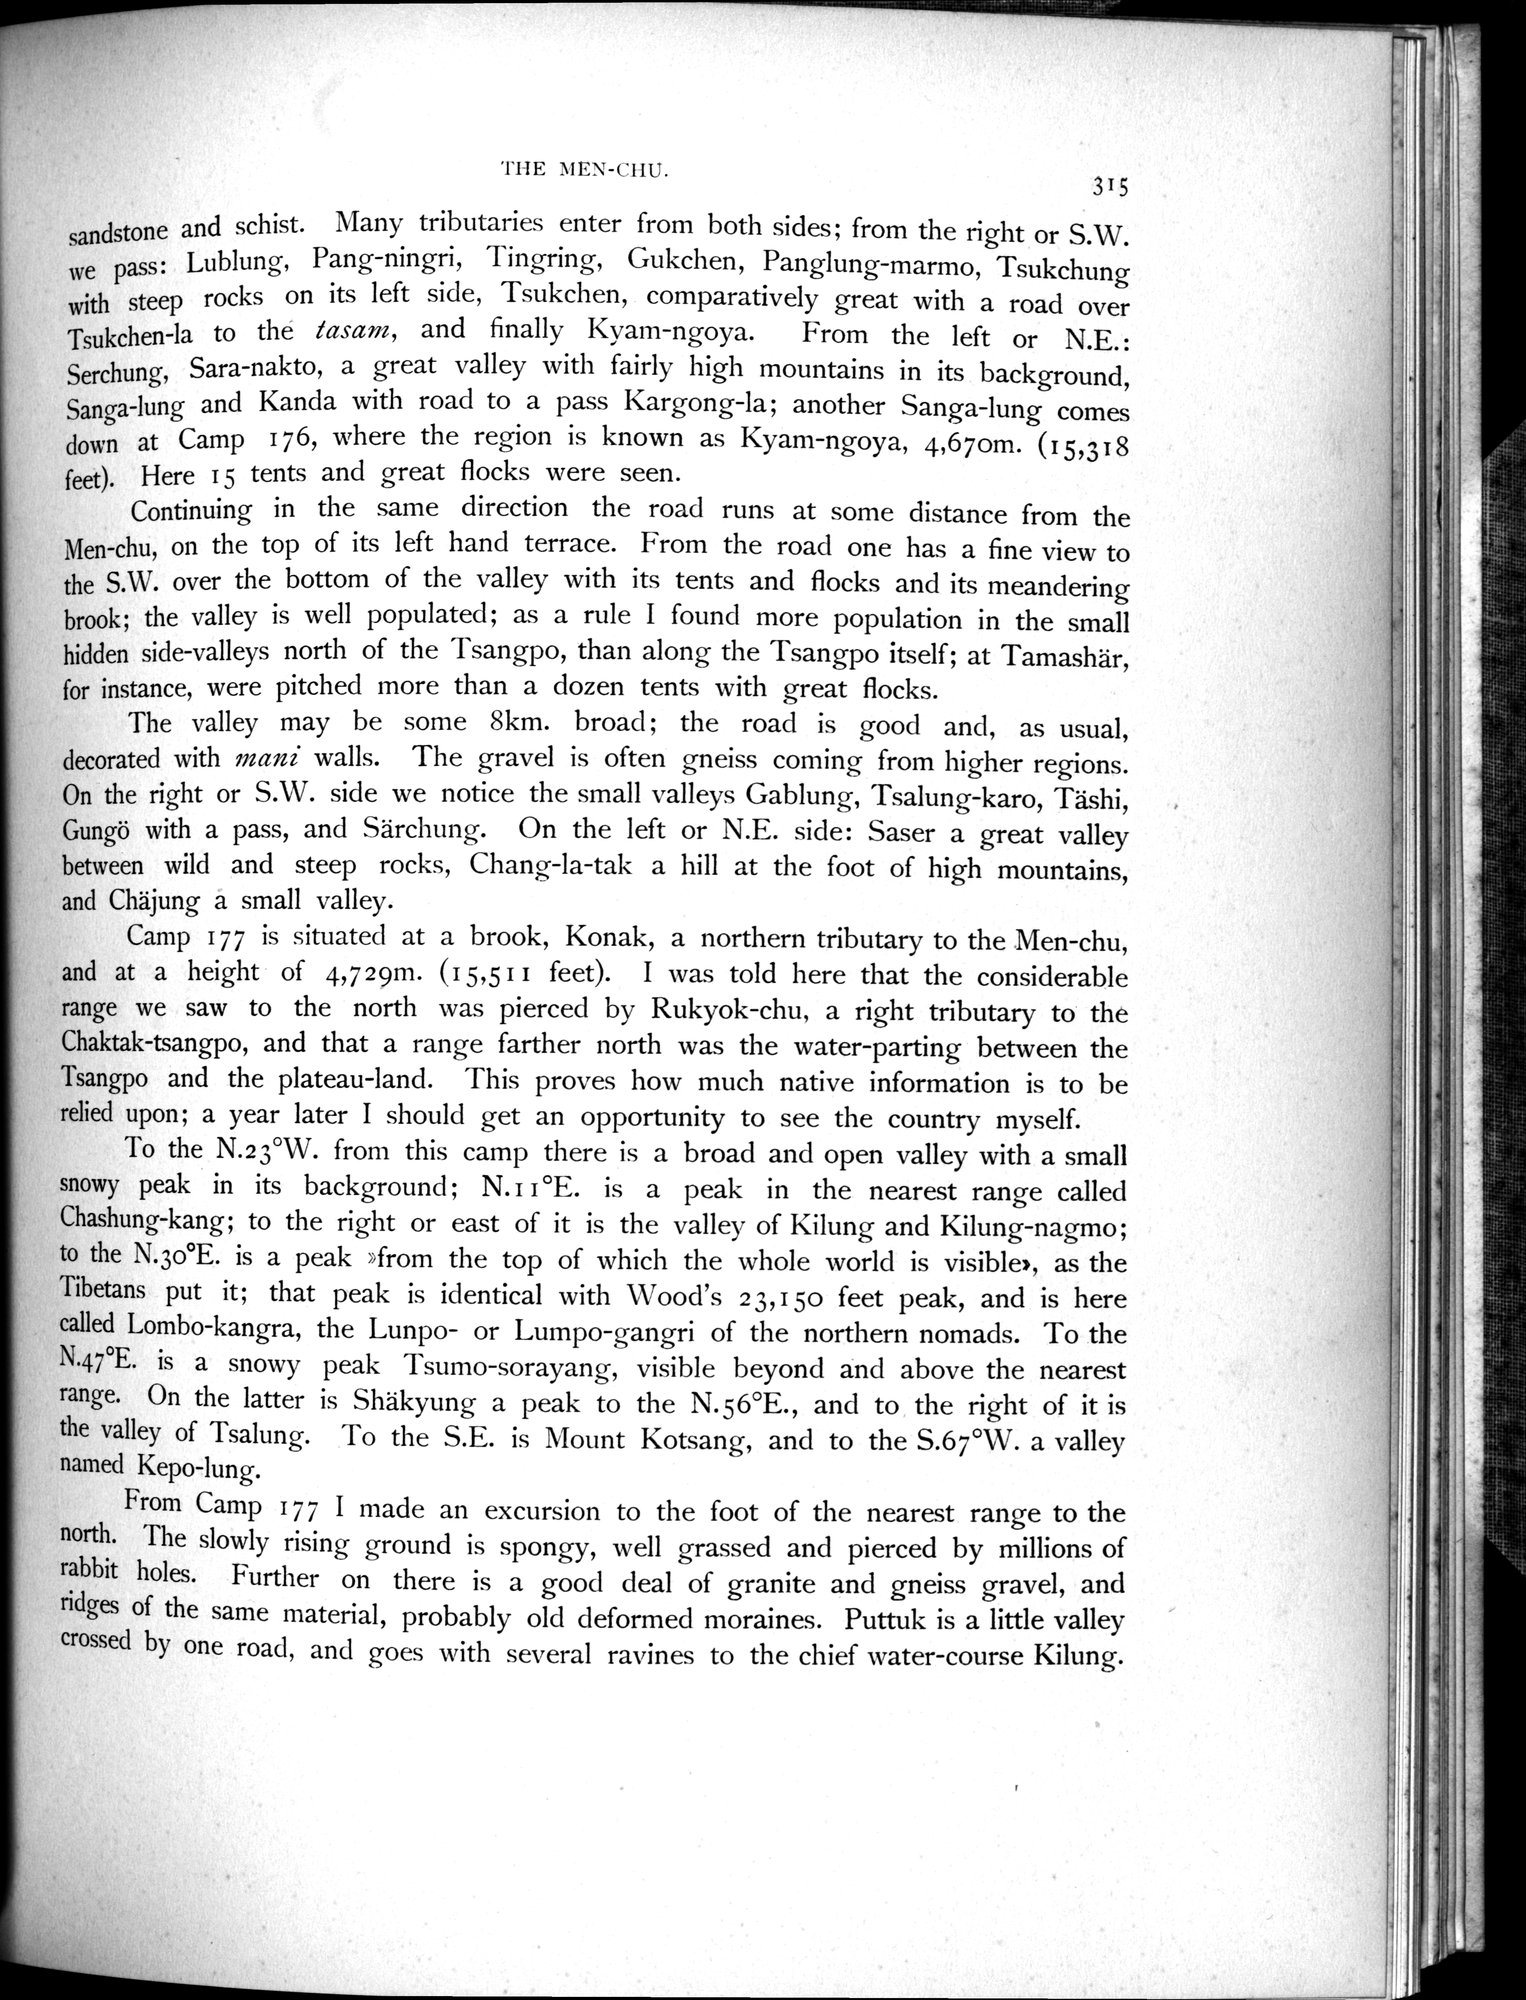 THE MEN-CHU.
315
sandstone and schist. Many tributaries enter from both sides; from the right or S.W.
we pass: Lublung, Pang-ningri, Tingring, Gukchen, Panglung-marmo, Tsukchung
with steep rocks on its left side, Tsukchen, comparatively great with a road over
Tsukchen-la to the tasam, and finally Kyam-ngoya. From the left or N.E.:
Serchung, Sara-nakto, a great valley with fairly high mountains in its background,
Sanga-lung and Kanda with road to a pass Kargong-la; another Sanga-lung comes
down at Camp 176, where the region is known as Kyam-ngoya, 4,670m. (15,318
feet). Here 15 tents and great flocks were seen.
Continuing in the same direction the road runs at some distance from the
Men-chu, on the top of its left hand terrace. From the road one has a fine view to
the S.W. over the bottom of the valley with its tents and flocks and its meandering
brook; the valley is well populated; as a rule I found more population in the small
hidden side-valleys north of the Tsangpo, than along the Tsangpo itself; at Tamashär,
for instance, were pitched more than a dozen tents with great flocks.
The valley may be some 8km. broad; the road is good and, as usual,
decorated with mani walls. The gravel is often gneiss coming from higher regions.
On the right or S.W. side we notice the small valleys Gablung, Tsalung-karo, Täshi,
Gungö with a pass, and Särchung. On the left or N.E. side: Saser a great valley
between wild and steep rocks, Chang-la-tak a hill at the foot of high mountains,
and Chäjung a small valley.
Camp 177 is situated at a brook, Konak, a northern tributary to the Men-chu,
and at a height of 4,729m. (15,511 feet). I was told here that the considerable
range we saw to the north was pierced by Rukyok-chu, a right tributary to the
Chaktak-tsangpo, and that a range farther north was the water-parting between the
Tsangpo and the plateau-land. This proves how much native information is to be
relied upon; a year later I should get an opportunity to see the country myself.
To the N.23°W. from this camp there is a broad and open valley with a small
snowy peak in its background; N.11°E. is a peak in the nearest range called
Chashung-kang; to the right or east of it is the valley of Kilung and Kilung-nagmo;
to the N.30°E. is a peak »from the top of which the whole world is visible», as the
Tibetans put it; that peak is identical with Wood's 23,150 feet peak, and is here
called Lombo-kangra, the Lunpo- or Lumpo-gangri of the northern nomads. To the
N.47°E. is a snowy peak Tsumo-sorayang, visible beyond and above the nearest
range. On the latter is Shäkyung a peak to the N.56°E., and to the right of it is
the valley of Tsalung. To the S.E. is Mount Kotsang, and to the S.67°W. a valley
named Kepo-lung.
From Camp 177 I made an excursion to the foot of the nearest range to the
north. The slowly rising ground is spongy, well grassed and pierced by millions of
rabbit holes. Further on there is a good deal of granite and gneiss gravel, and
ridges of the same material, probably old deformed moraines. Puttuk is a little valley
crossed by one road, and goes with several ravines to the chief water-course Kilung.